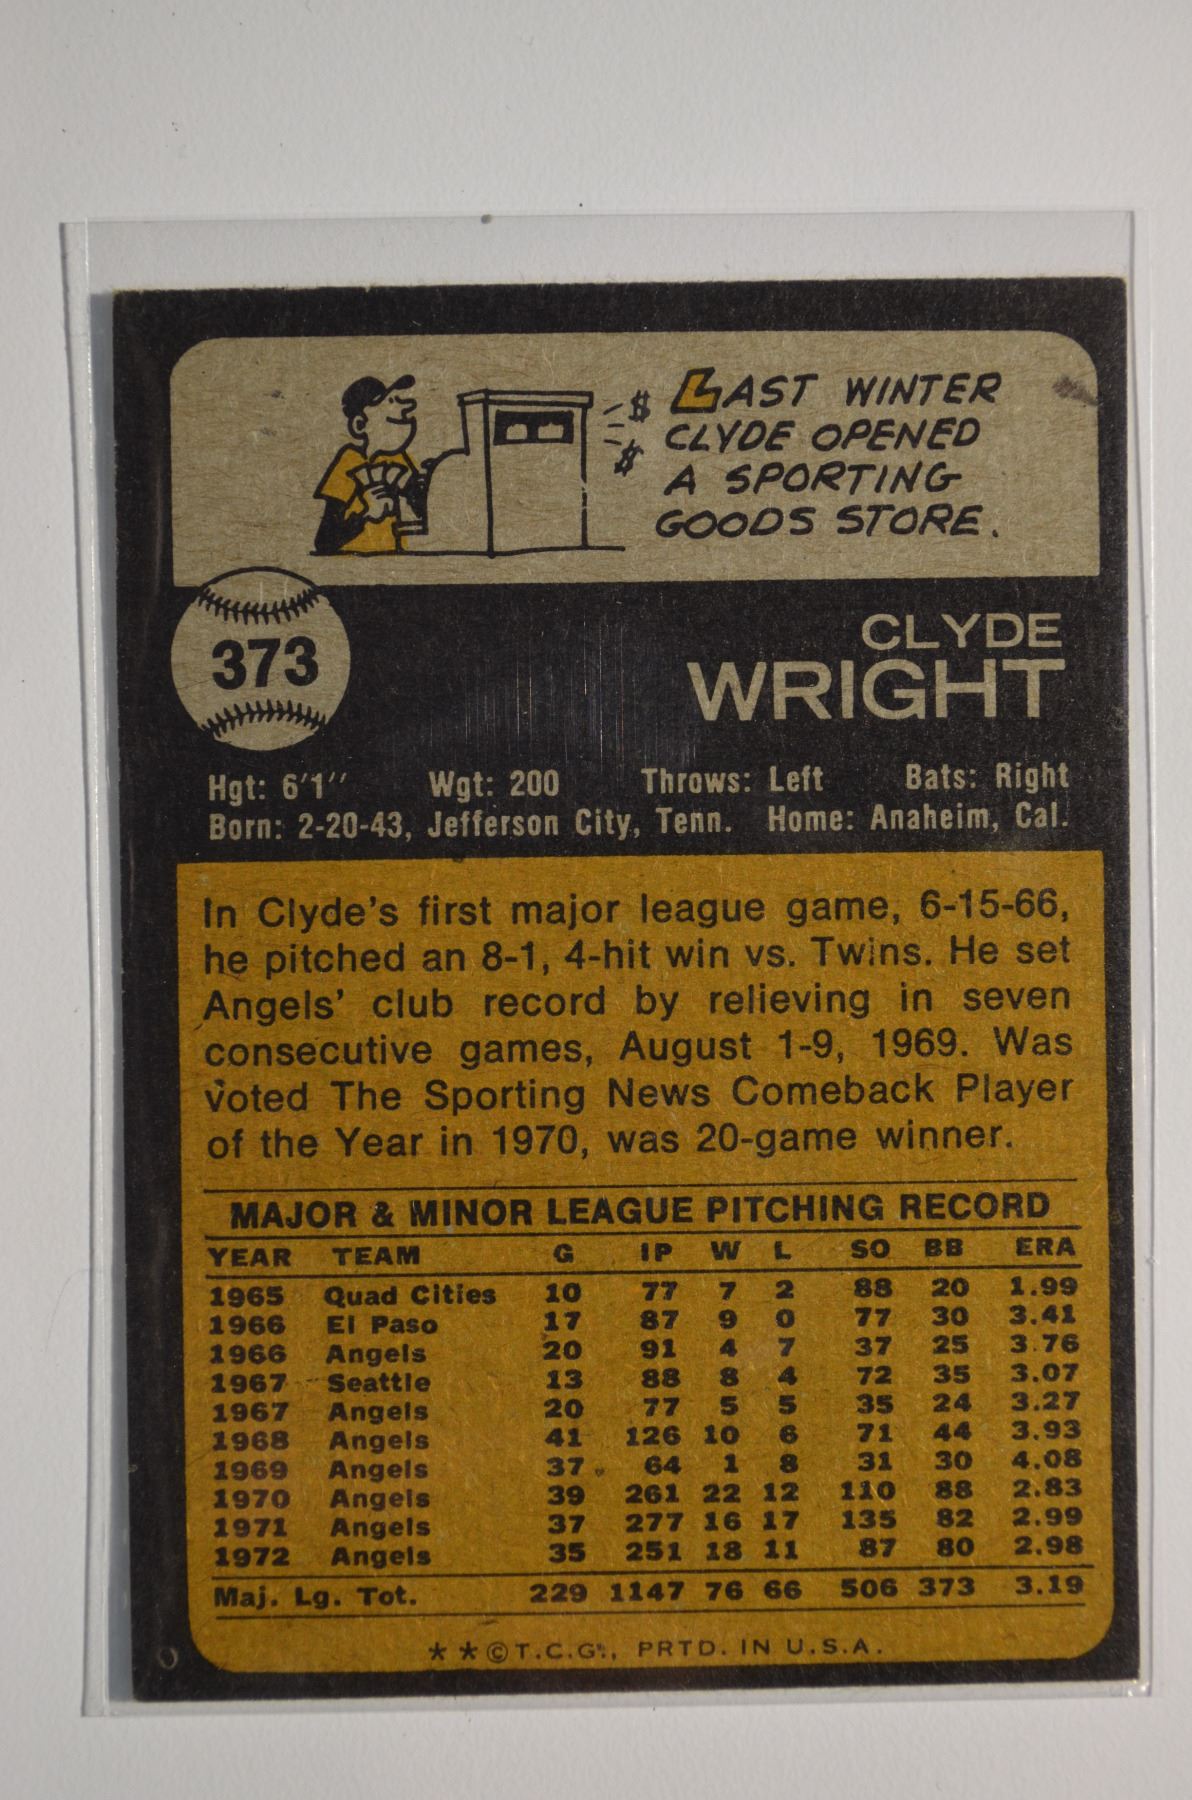 $
$
LAST WINTER
CLYDE OPENED
A SPORTING
GOODS STORE.
373
CLYDE
WRIGHT
Hgt: 6'1'' Wgt: 200 Throws: Left Bats: Right
Born: 2-20-43, Jefferson City, Tenn. Home: Anaheim, Cal.
In Clyde's first major league game, 6-15-66,
he pitched an 8-1, 4-hit win vs. Twins. He set
Angels' club record by relieving in seven
consecutive games, August 1-9, 1969. Was
voted The Sporting News Comeback Player
of the Year in 1970, was 20-game winner.
MAJOR & MINOR LEAGUE PITCHING RECORD
YEAR TEAM G IP W L SO BB ERA
1965 Quad Cities 10 77 7 2 88 20 1.99
1966 El Paso 17 87 9 0 77 30 3.41
1966 Angels 20 91 4 7 37 25 3.76
1967 Seattle 13 88 8 4 72 35 3.07
1967 Angels 20 77 5 5 35 24 3.27
1968 Angels 41 126 10 6 71 44 3.93
1969 Angels 37 64 1 8 31 30 4.08
1970 Angels 39 261 22 12 110 88 2.83
1971 Angels 37 277 16 17 135 82 2.99
1972 Angels 35 251 18 11 87 80 2.98
Maj. Lg. Tot. 229 1147 76 66 506 373 3.19
* * © T.C.G., PRTD. IN U.S.A.